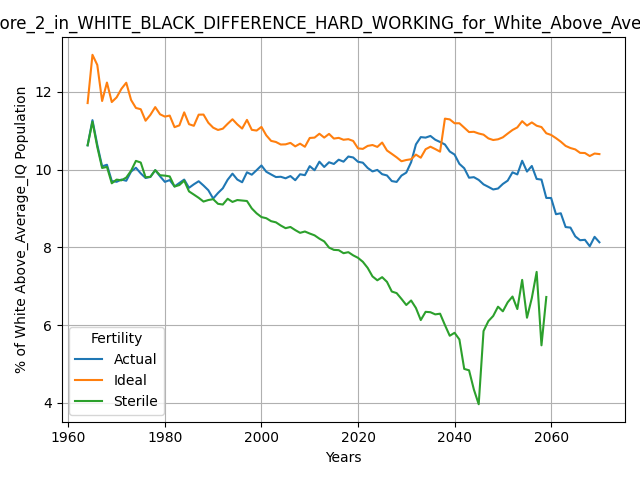 ore_2_in_WHITE_BLACK_DIFFERENCE_HARD_WORKING_for_White_Above_Ave
% of White Above_Average_IQ Population
12
10
8
6
4
Fertility
Actual
Ideal
Sterile
1960 1980 2000 2020 2040 2060
Years